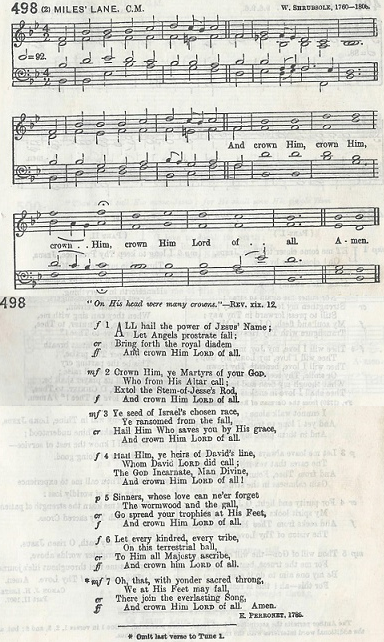 498 (2) MILES' LANE. C.M. W. SHRUBSOLE, 1760—1806.
=92.
And crown Him, crown Him,
crown . . Him, crown Him Lord of . . all. A - men.
498
"On His head were many crowns."—REV. xix. 12.
f 1 ALL hail the power of JESUS' Name;
Let Angels prostrate fall;
cr Bring forth the royal diadem
ff And crown Him LORD of all.
mf 2 Crown Him, ye Martyrs of your GOD,
Who from His Altar call;
Extol the Stem-of-Jesse's Rod,
f And crown Him LORD of all.
mf 3 Ye seed of Israel's chosen race,
Ye ransomed from the fall,
cr Hail Him Who saves you by His grace,
And crown Him LORD of all.
f 4 Hail Him, ye heirs of David's line,
Whom DAVID LORD did call;
The GOD Incarnate, Man Divine,
And crown Him LORD of all!
p 5 Sinners, whose love can ne'er forget
The wormwood and the gall,
cr Go spread your trophies at His Feet,
f And crown Him LORD of all.
f 6 Let every kindred, every tribe,
On this terrestrial ball,
cr To Him all Majesty ascribe,
ff And crown him LORD of all.
* mf 7 Oh, that, with yonder sacred throng,
We at His Feet may fall,
cr There join the everlasting Song,
ff And crown Him LORD of all. Amen.
E. PERRONET, 1785.
* Omit last verse to Tune 1.